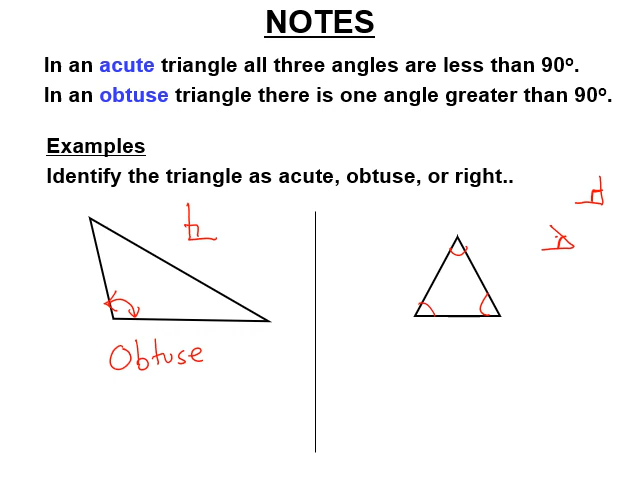 NOTES
In an acute triangle all three angles are less than 90º.
In an obtuse triangle there is one angle greater than 90º.
Examples
Identify the triangle as acute, obtuse, or right..
Obtuse